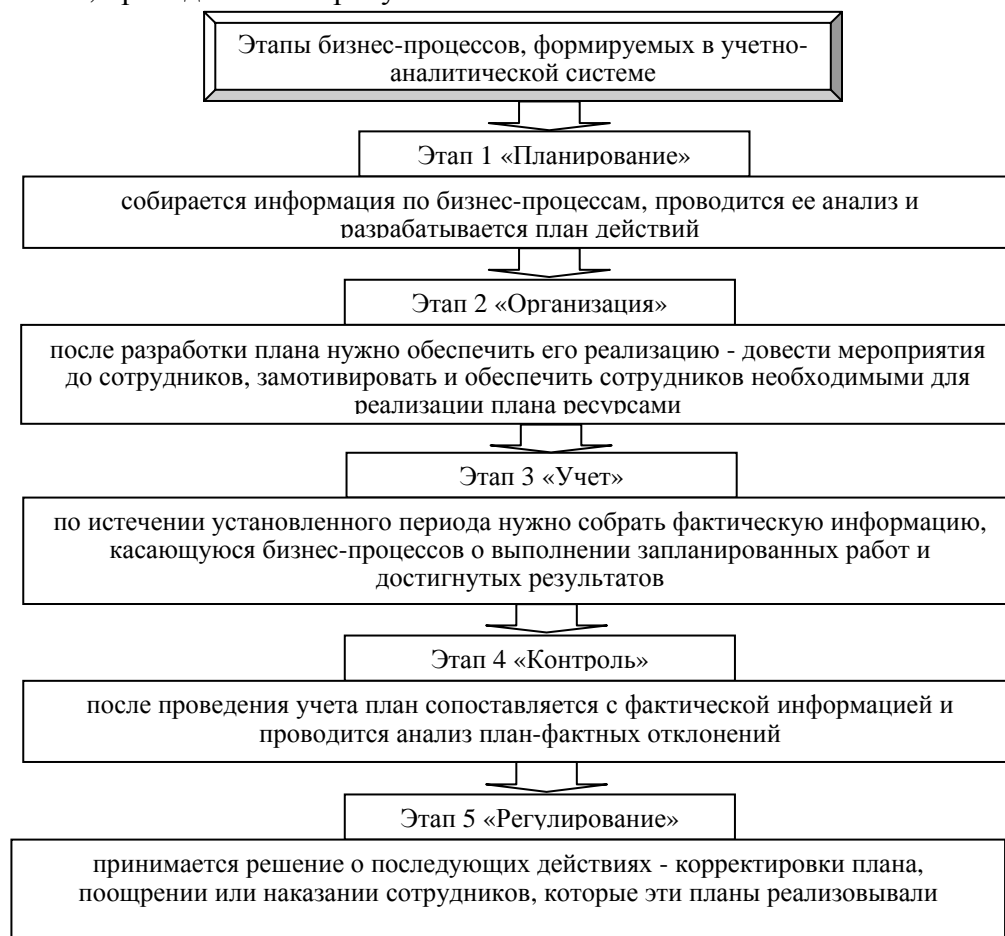 Этапы бизнес-процессов, формируемых в учетно-
аналитической системе
Этап 1 «Планирование»
собирается информация по бизнес-процессам, проводится ее анализ и
разрабатывается план действий
Этап 2 «Организация»
после разработки плана нужно обеспечить его реализацию - довести мероприятия
до сотрудников, замотивировать и обеспечить сотрудников необходимыми для
реализации плана ресурсами
Этап 3 «Учет»
по истечении установленного периода нужно собрать фактическую информацию,
касающуюся бизнес-процессов о выполнении запланированных работ и
достигнутых результатов
Этап 4 «Контроль»
после проведения учета план сопоставляется с фактической информацией и
проводится анализ план-фактных отклонений
Этап 5 «Регулирование»
принимается решение о последующих действиях - корректировки плана,
поощрении или наказании сотрудников, которые эти планы реализовывали